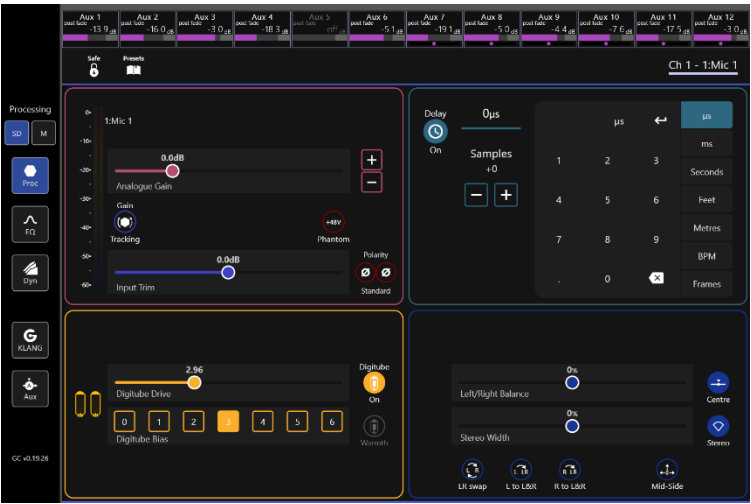 Aux 1 Aux 2 Aux 3 Aux 4 Aux 5 Aux 6 Aux 7 Aux 8 Aux 9 Aux 10 Aux 11 Aux 12
post fade post fade post fade post fade post fade post fade post fade post fade post fade post fade post fade post fade
-13.9 dB -16.0 dB -3.0 dB -18.3 dB off dB -5.1 dB -19.1 dB -5.0 dB -4.4 dB -7.6 dB -17.5 dB -3.0 dB
Safe Presets
Ch 1 - 1:Mic 1
Processing
SD M
Proc
EQ
Dyn
KLANG
Aux
GC v0.19.26
0-
-10-
-20-
-30-
-40-
-50-
-60-
1:Mic 1
0.0dB
Analogue Gain
+
−
Gain
Tracking
+48V
Phantom
0.0dB
Input Trim
Polarity
Ø Ø
Standard
Delay
On
0µs
Samples
+0
− +
µs
1 2 3
4 5 6
7 8 9
. 0
µs
ms
Seconds
Feet
Metres
BPM
Frames
2.96
Digitube Drive
Digitube
On
0 1 2 3 4 5 6
Digitube Bias
Warmth
0%
Left/Right Balance
Centre
0%
Stereo Width
Stereo
L R L LR R LR
LR swap L to L&R R to L&R Mid-Side